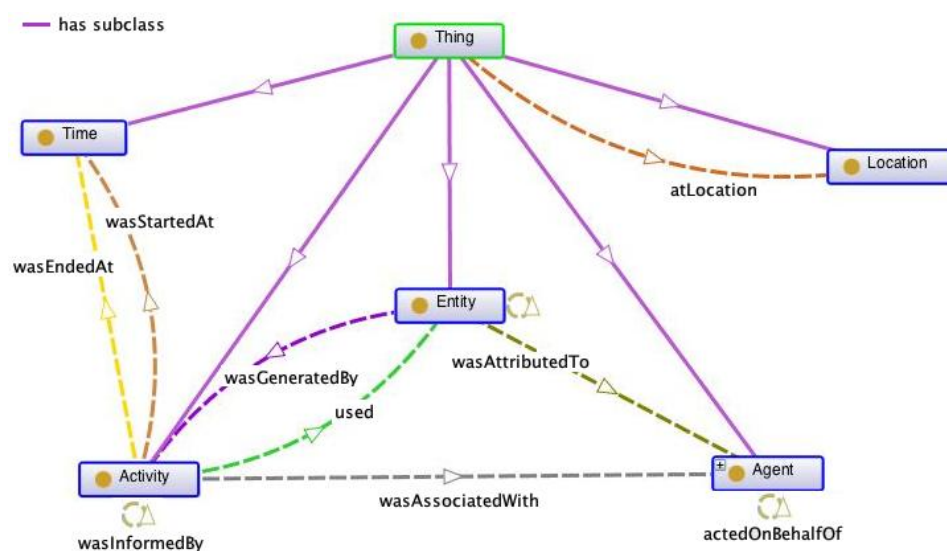 has subclass
Thing
Time
Location
atLocation
wasStartedAt
wasEndedAt
Entity
wasAttributedTo
wasGeneratedBy
used
Activity
+
Agent
wasAssociatedWith
wasInformedBy
actedOnBehalfOf